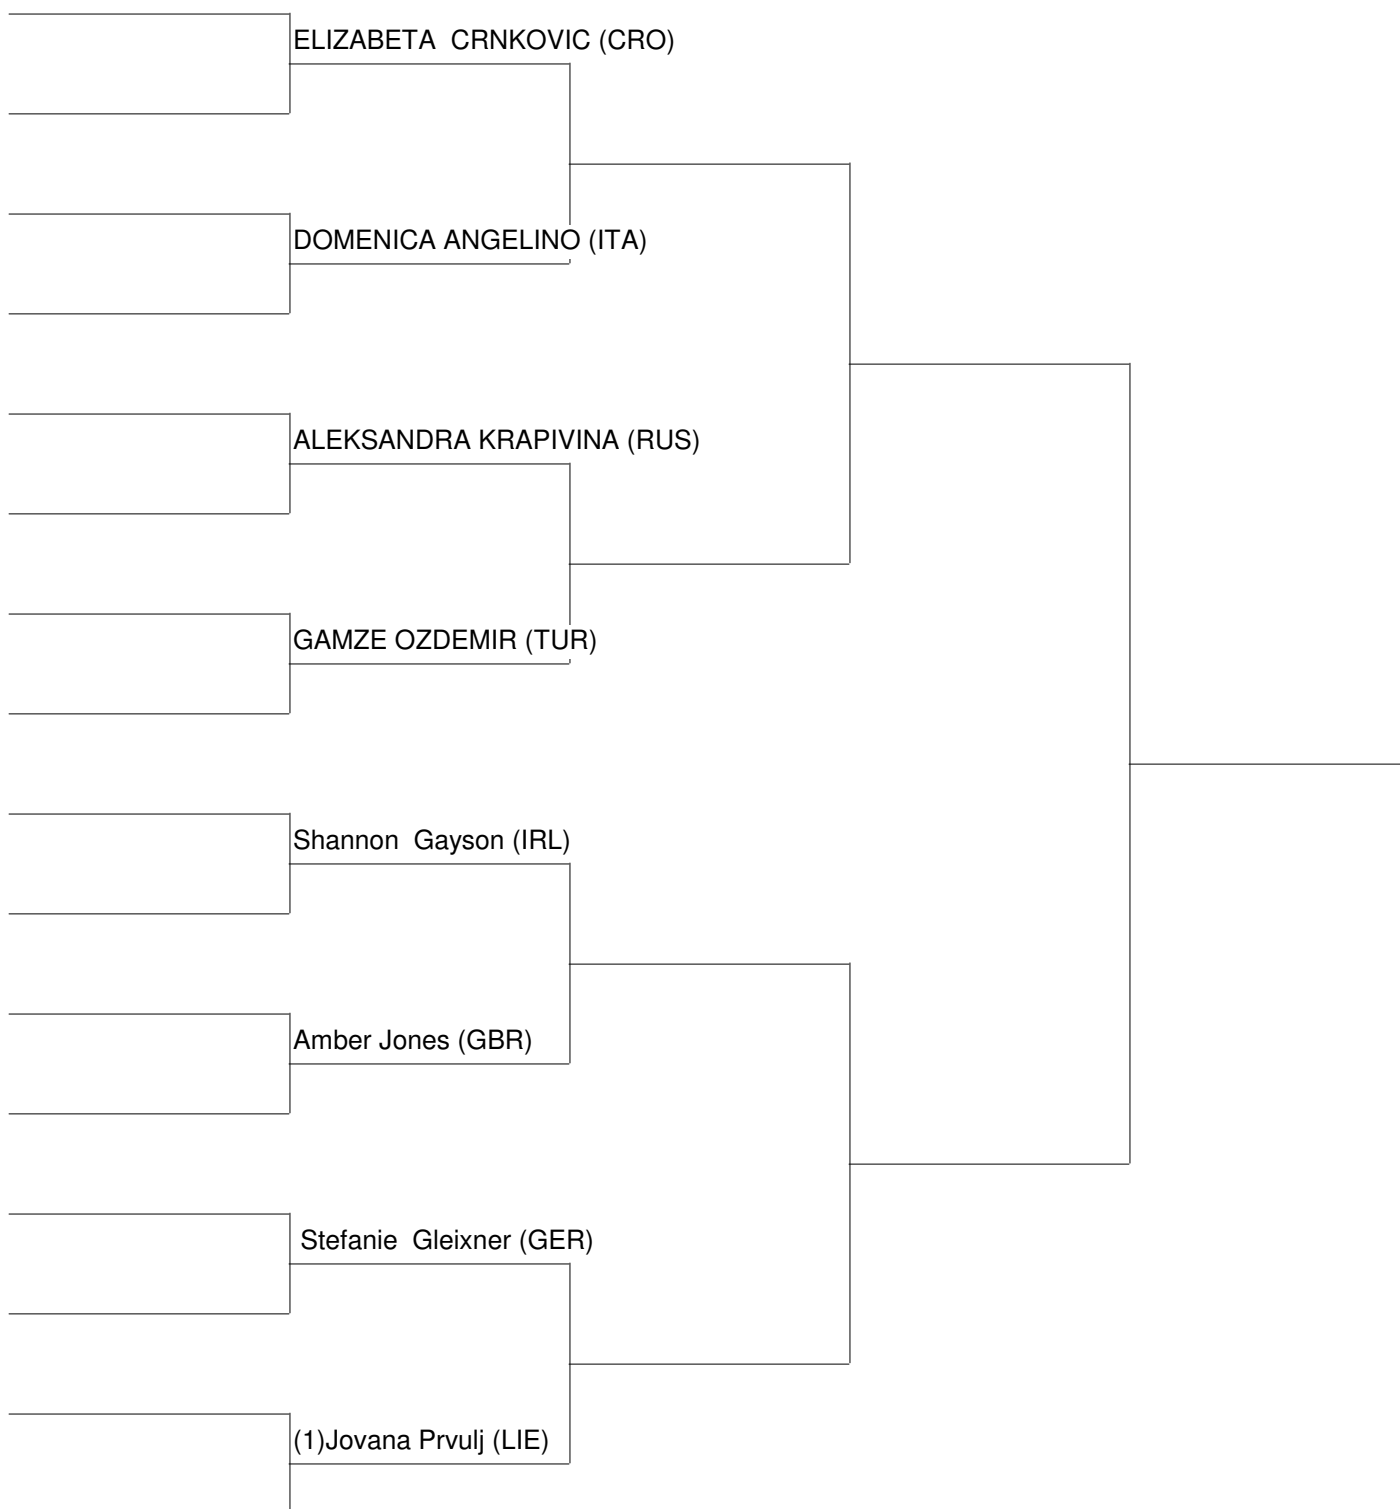 ELIZABETA  CRNKOVIC (CRO)
DOMENICA ANGELINO (ITA)
ALEKSANDRA KRAPIVINA (RUS)
GAMZE OZDEMIR (TUR)
Shannon  Gayson (IRL)
Amber Jones (GBR)
Stefanie  Gleixner (GER)
(1)Jovana Prvulj (LIE)